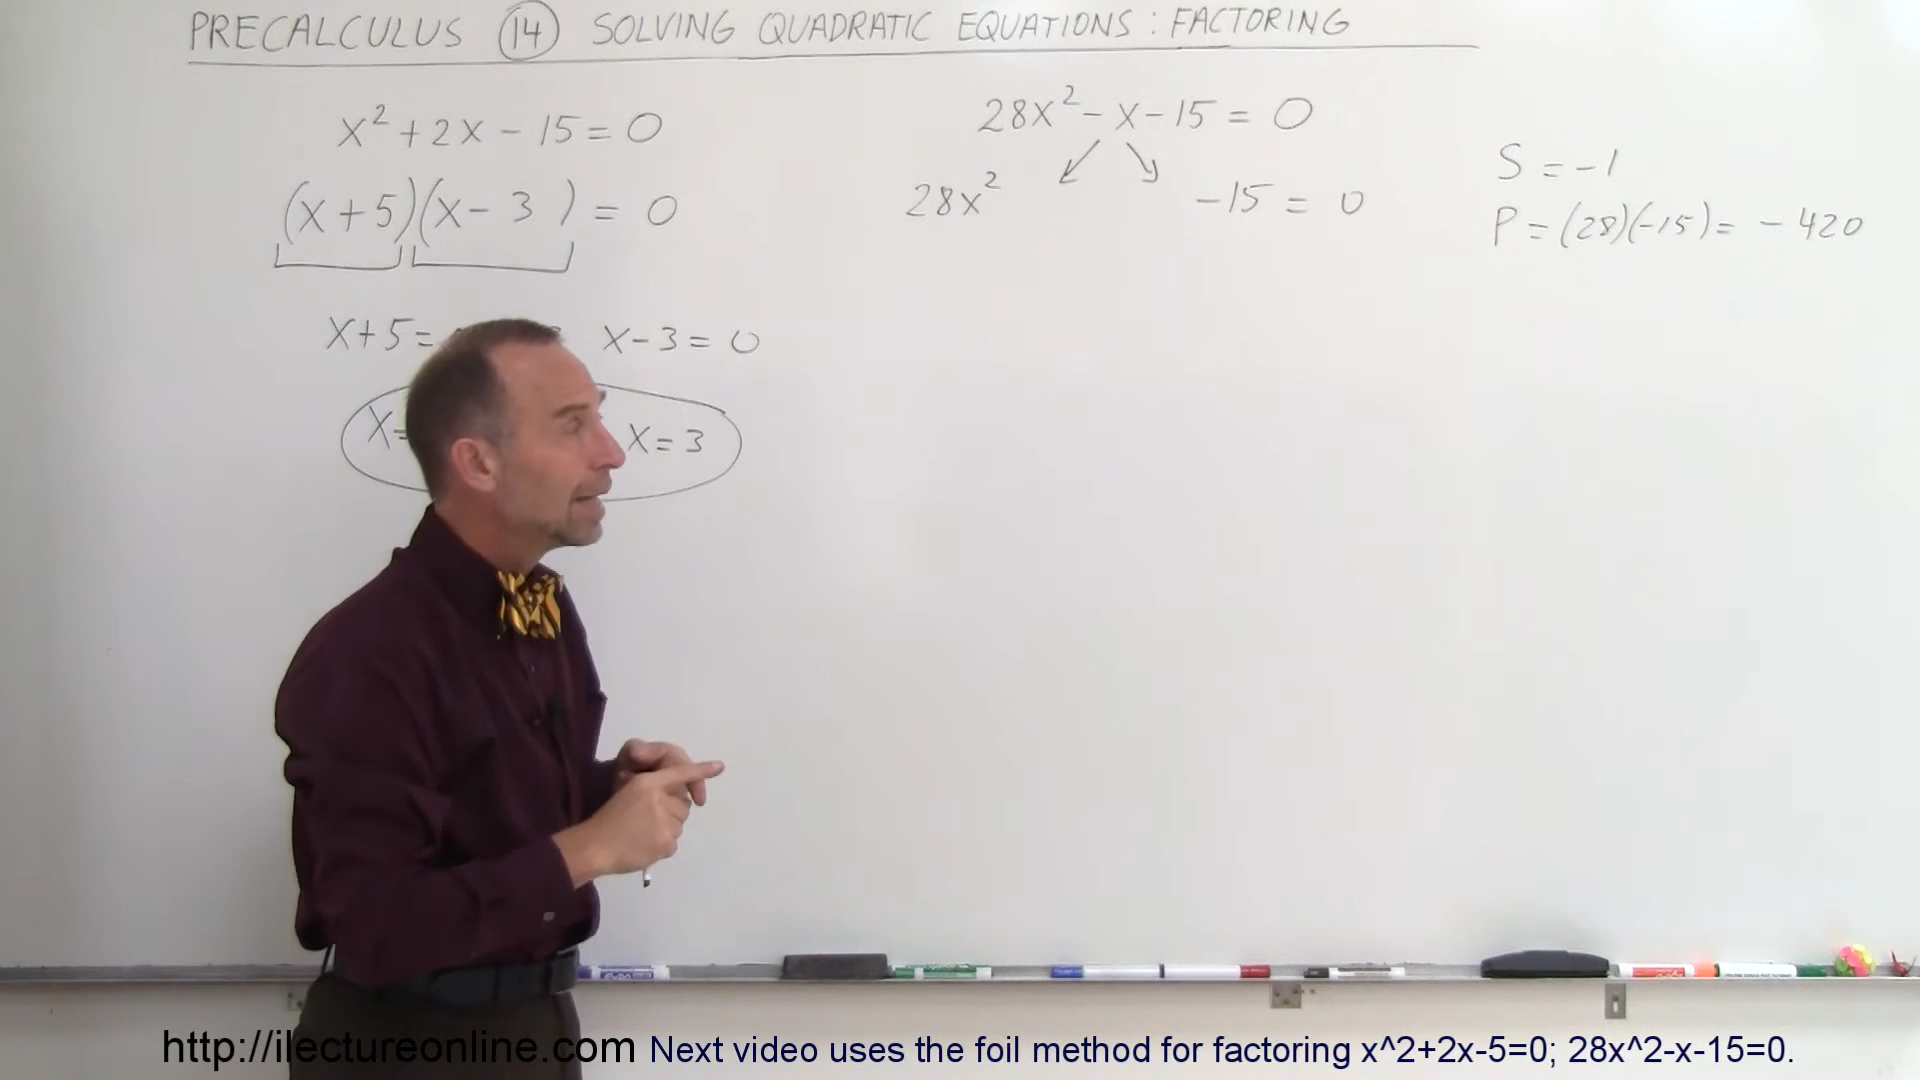 PRECALCULUS 14 SOLVING QUADRATIC EQUATIONS : FACTORING
x² + 2x - 15 = 0
(x + 5)(x - 3) = 0
x + 5 =
x - 3 = 0
x =
x = 3
28x² - x - 15 = 0
28x² - 15 = 0
S = -1
P = (28)(-15) = -420
http://ilectureonline.com Next video uses the foil method for factoring x^2+2x-5=0; 28x^2-x-15=0.